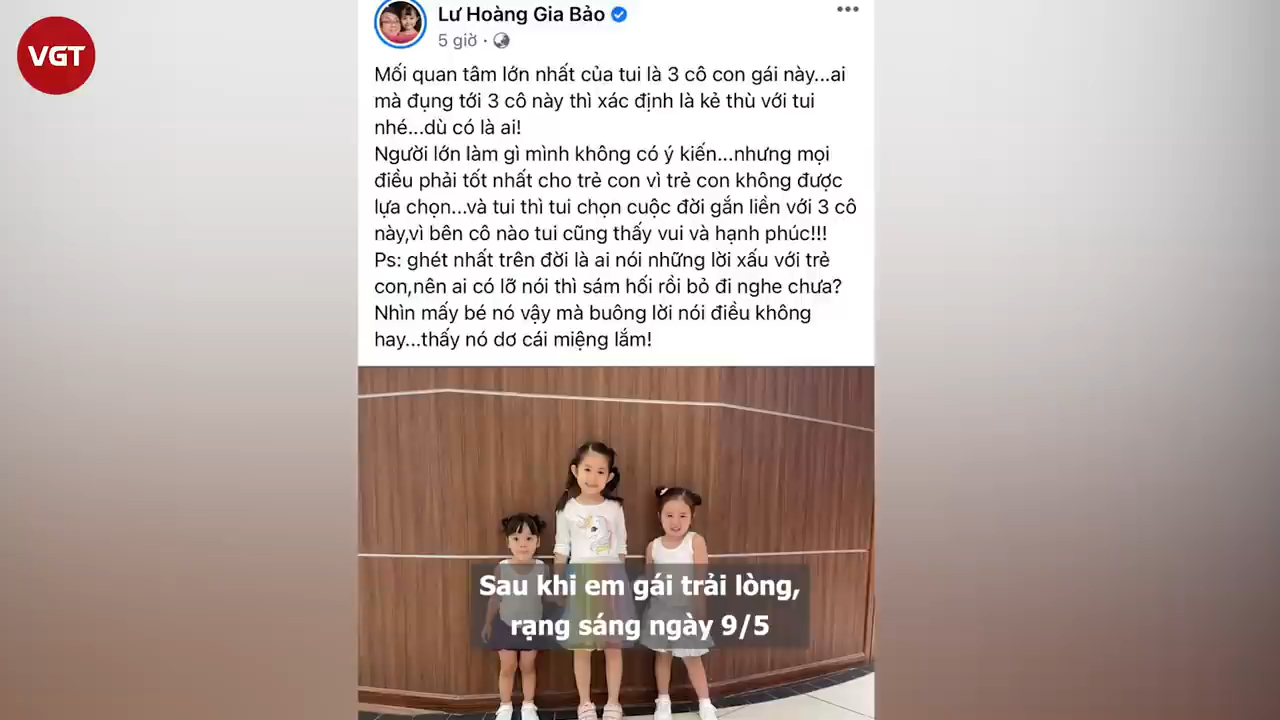 VGT
Lư Hoàng Gia Bảo
5 giờ ·
Mối quan tâm lớn nhất của tui là 3 cô con gái này...ai
mà đụng tới 3 cô này thì xác định là kẻ thù với tui
nhé...dù có là ai!
Người lớn làm gì mình không có ý kiến...nhưng mọi
điều phải tốt nhất cho trẻ con vì trẻ con không được
lựa chọn...và tui thì tui chọn cuộc đời gắn liền với 3 cô
này,vì bên cô nào tui cũng thấy vui và hạnh phúc!!!
Ps: ghét nhất trên đời là ai nói những lời xấu với trẻ
con,nên ai có lỡ nói thì sám hối rồi bỏ đi nghe chưa?
Nhìn mấy bé nó vậy mà buông lời nói điều không
hay...thấy nó dơ cái miệng lắm!
Sau khi em gái trải lòng,
rạng sáng ngày 9/5